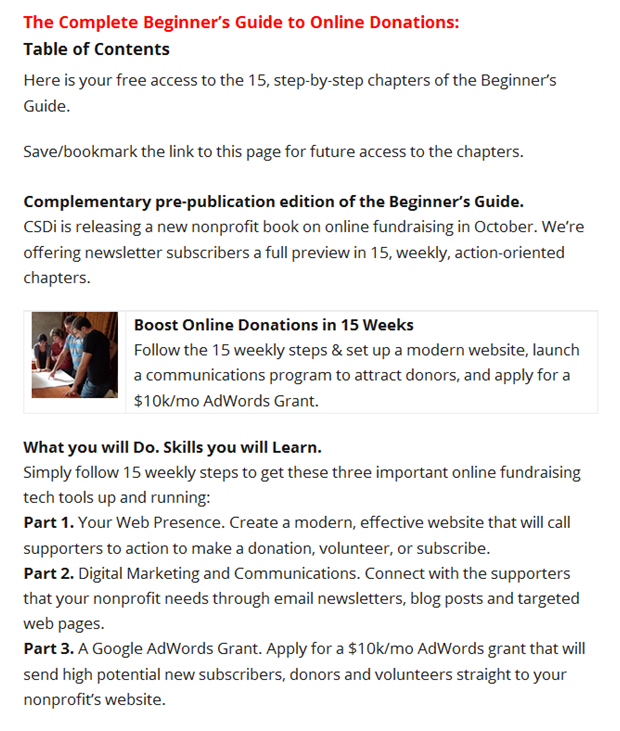 The Complete Beginner's Guide to Online Donations:
Table of Contents
Here is your free access to the 15, step-by-step chapters of the Beginner's
Guide.
Save/bookmark the link to this page for future access to the chapters.
Complementary pre-publication edition of the Beginner's Guide.
CSDi is releasing a new nonprofit book on online fundraising in October. We're
offering newsletter subscribers a full preview in 15, weekly, action-oriented
chapters.
Boost Online Donations in 15 Weeks
Follow the 15 weekly steps & set up a modern website, launch
a communications program to attract donors, and apply for a
$10k/mo AdWords Grant.
What you will Do. Skills you will Learn.
Simply follow 15 weekly steps to get these three important online fundraising
tech tools up and running:
Part 1. Your Web Presence. Create a modern, effective website that will call
supporters to action to make a donation, volunteer, or subscribe.
Part 2. Digital Marketing and Communications. Connect with the supporters
that your nonprofit needs through email newsletters, blog posts and targeted
web pages.
Part 3. A Google AdWords Grant. Apply for a $10k/mo AdWords grant that will
send high potential new subscribers, donors and volunteers straight to your
nonprofit's website.